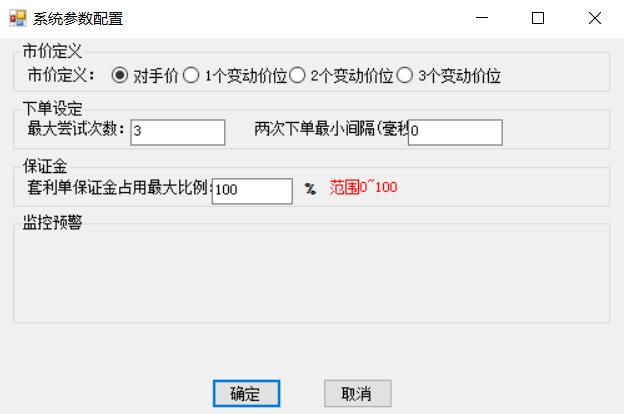 系统参数配置
市价定义
市价定义: 对手价 1个变动价位 2个变动价位 3个变动价位
下单设定
最大尝试次数: 3 两次下单最小间隔(毫秒 0
保证金
套利单保证金占用最大比例: 100 % 范围0~100
监控预警
确定 取消